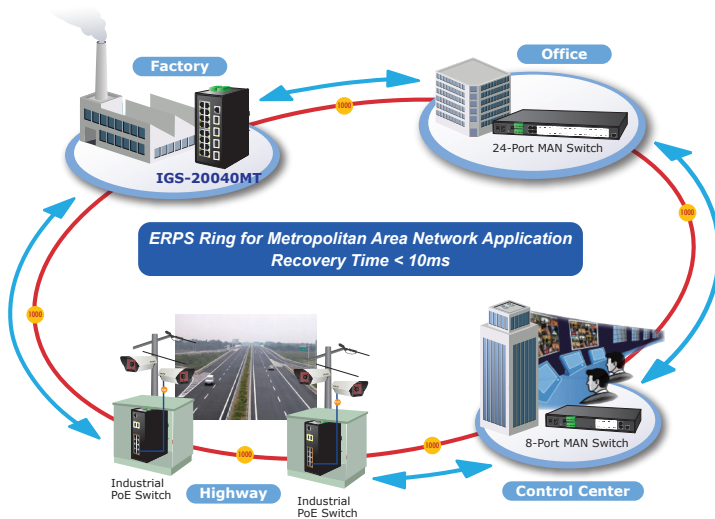 Factory
Office
1000
24-Port MAN Switch
IGS-20040MT
1000
ERPS Ring for Metropolitan Area Network Application
Recovery Time < 10ms
1000
8-Port MAN Switch
1000
1000
Industrial
PoE Switch
Highway
Industrial
PoE Switch
Control Center